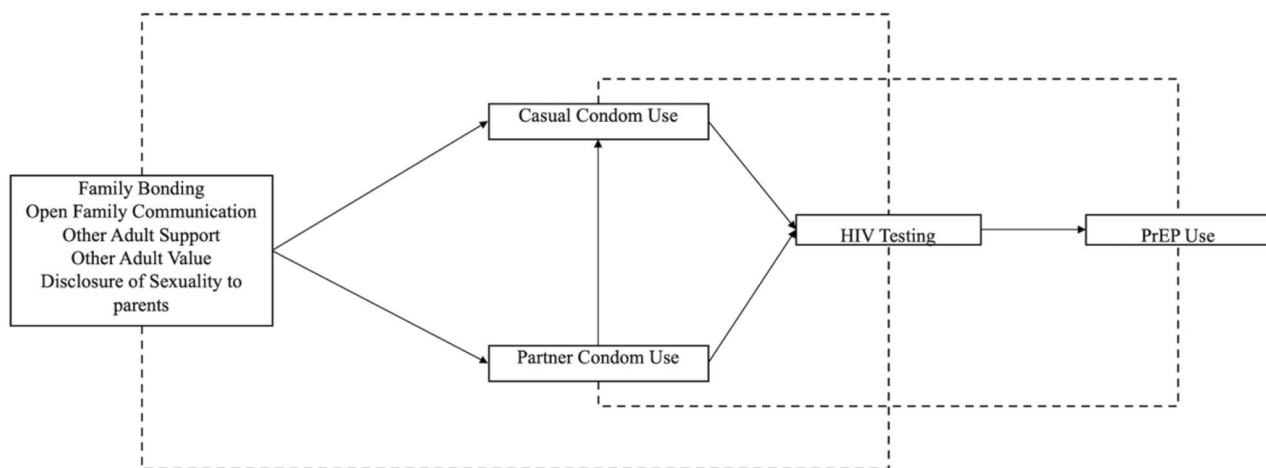 Casual Condom Use
Family Bonding
Open Family Communication
Other Adult Support
Other Adult Value
Disclosure of Sexuality to
parents
HIV Testing
PrEP Use
Partner Condom Use